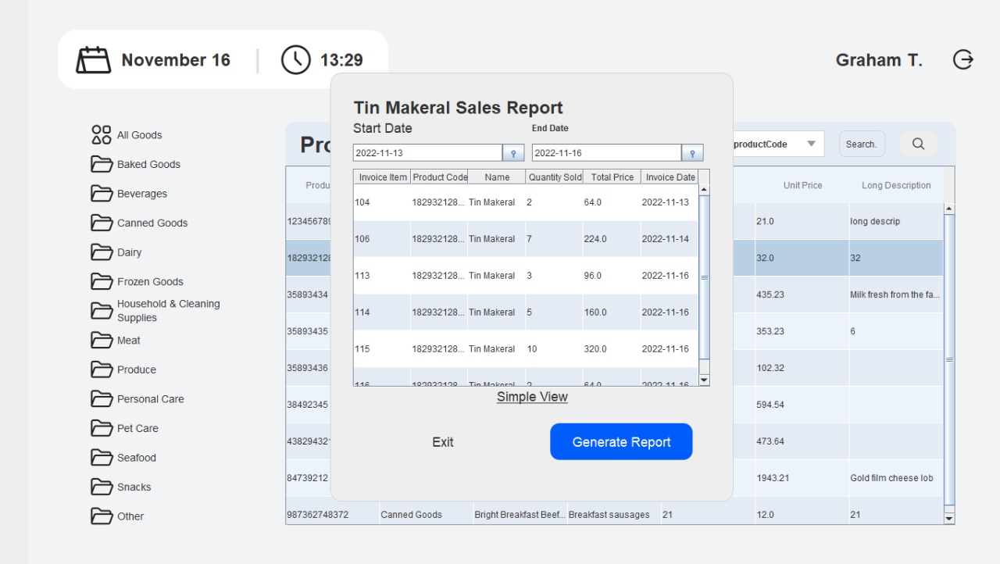 November 16
13:29
Graham T.
All Goods
Baked Goods
Beverages
Canned Goods
Dairy
Frozen Goods
Household & Cleaning
Supplies
Meat
Produce
Personal Care
Pet Care
Seafood
Snacks
Other
Tin Makeral Sales Report
Start Date End Date
2022-11-13 2022-11-16
Invoice Item Product Code Name Quantity Sold Total Price Invoice Date
104 182932128... Tin Makeral 2 64.0 2022-11-13
106 182932128... Tin Makeral 7 224.0 2022-11-14
113 182932128... Tin Makeral 3 96.0 2022-11-16
114 182932128... Tin Makeral 5 160.0 2022-11-16
115 182932128... Tin Makeral 10 320.0 2022-11-16
116 182932128... Tin Makeral 2 64.0 2022-11-16
Simple View
Exit Generate Report
Pro productCode Search.
Produ Unit Price Long Description
123456789 21.0 long descrip
182932128 32.0 32
35893434 435.23 Milk fresh from the fa...
35893435 353.23 6
35893436 102.32
38492345 594.54
43829432 473.64
84739212 1943.21 Gold film cheese lob
987362748372 Canned Goods Bright Breakfast Beef... Breakfast sausages 21 12.0 21